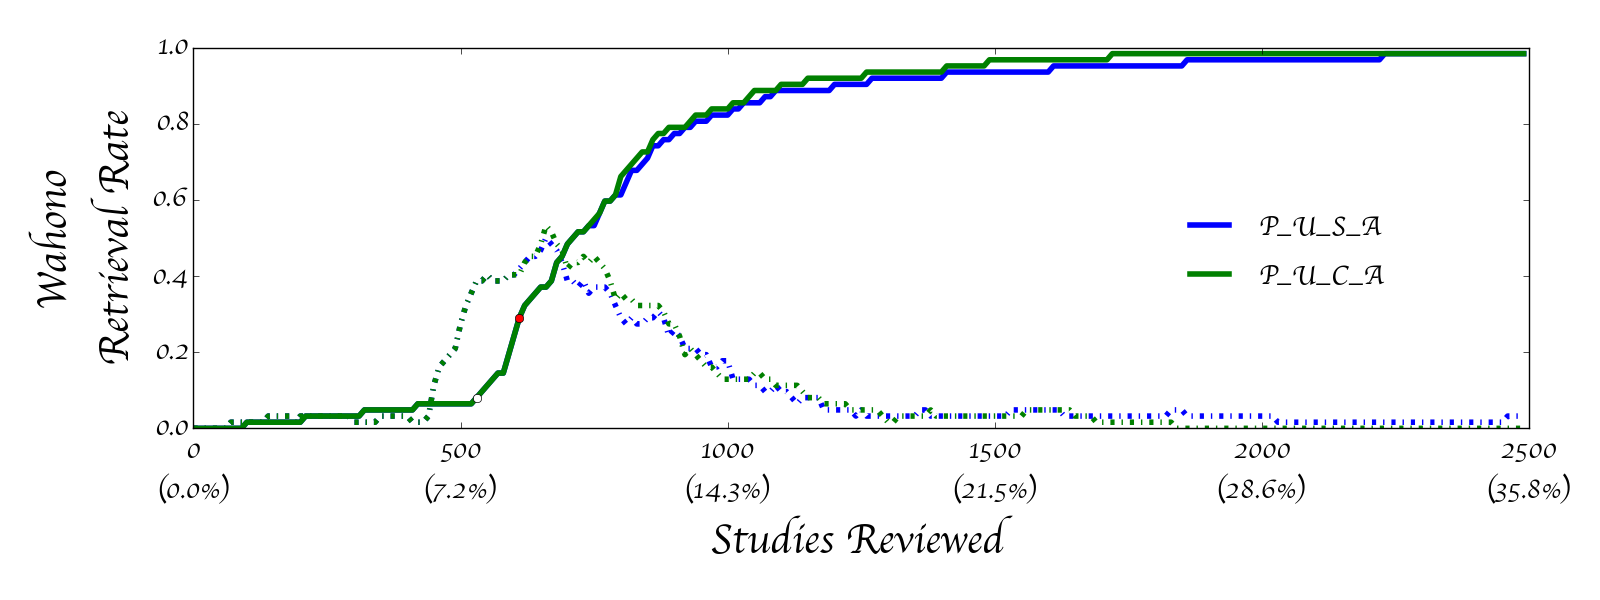 Wahono
Retrieval Rate
1.0
0.8
0.6
0.4
0.2
0.0
P_U_S_A
P_U_C_A
0 500 1000 1500 2000 2500
(0.0%) (7.2%) (14.3%) (21.5%) (28.6%) (35.8%)
Studies Reviewed